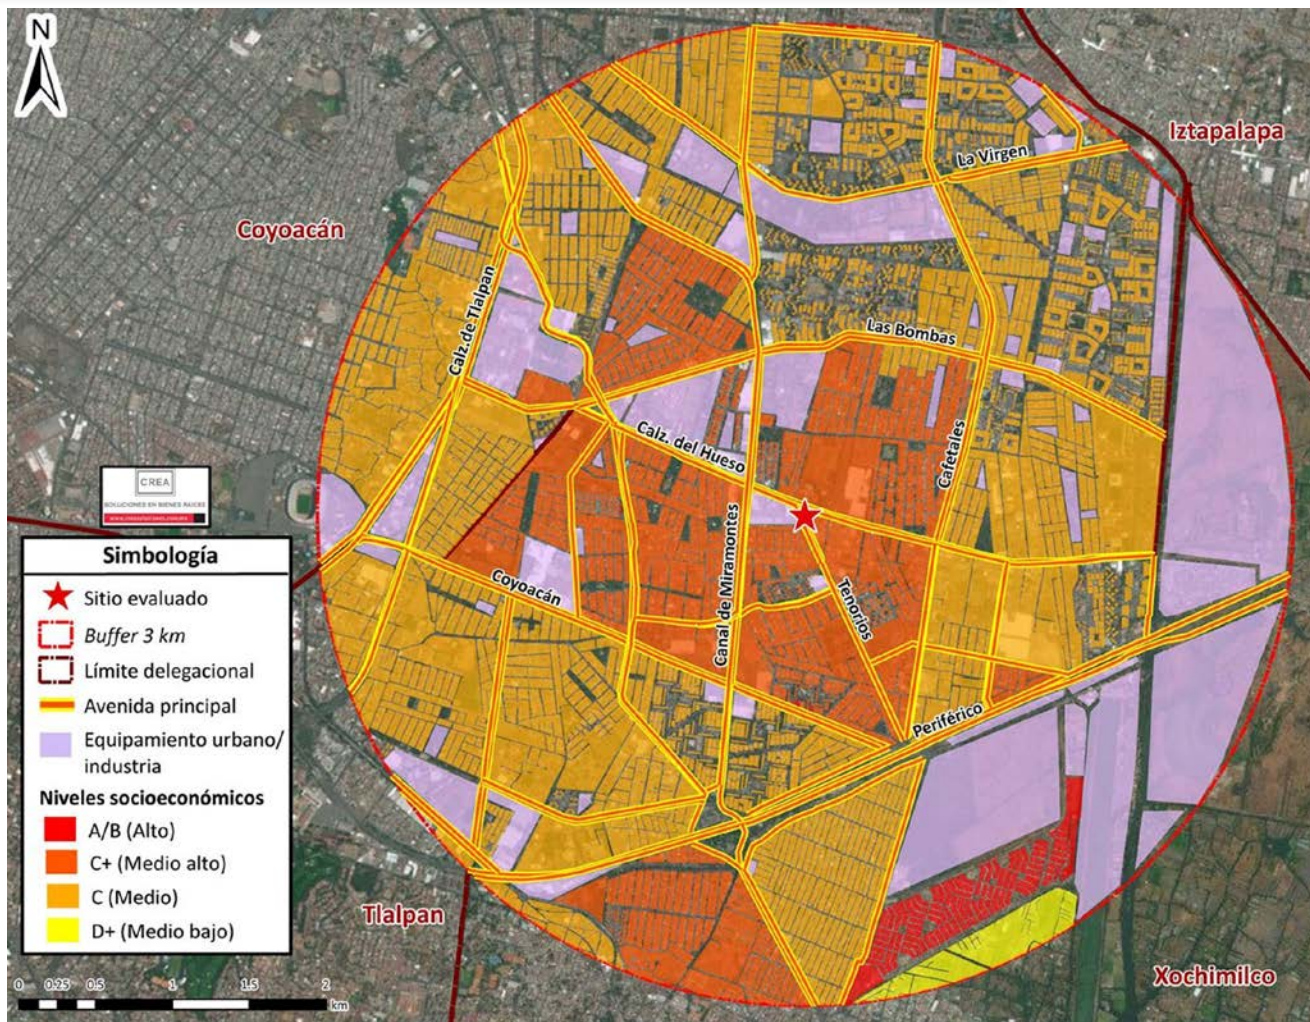 N
Iztapalapa
La Virgen
Coyoacán
Calz.de Tlalpan
Las Bombas
Calz. del Hueso
Cafetales
CREA
SOLUCIONES EN BIENES RAÍCES
Canal de Miramontes
Coyoacán
Tenorios
Periférico
Simbología
Sitio evaluado
Buffer 3 km
Límite delegacional
Avenida principal
Equipamiento urbano/
industria
Niveles socioeconómicos
A/B (Alto)
C+ (Medio alto)
C (Medio)
D+ (Medio bajo)
Tlalpan
Xochimilco
0 0.25 0.5 1 1.5 2
km